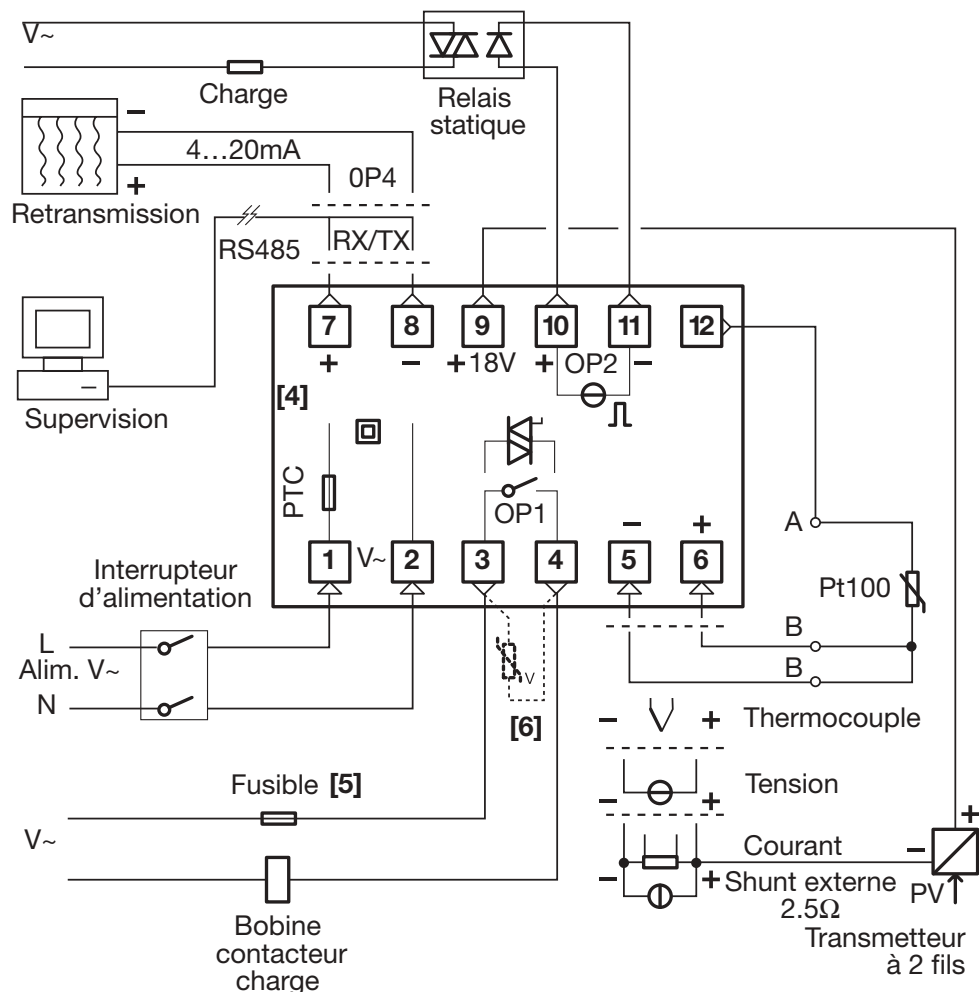 V~
Charge
Relais
statique
−
4...20mA
+
Retransmission
0P4
RS485
RX/TX
Supervision
7
8
9
10
11
12
+
−
+18V
+
OP2
−
[4]
PTC
OP1
−
+
1
V~
2
3
4
5
6
Interrupteur
d'alimentation
L
Alim. V~
N
A
Pt100
B
B
V
[6]
Fusible [5]
V~
Bobine
contacteur
charge
−
+
Thermocouple
−
+
Tension
−
+
Courant
Shunt externe
2.5Ω
−
+
PV
Transmetteur
à 2 fils